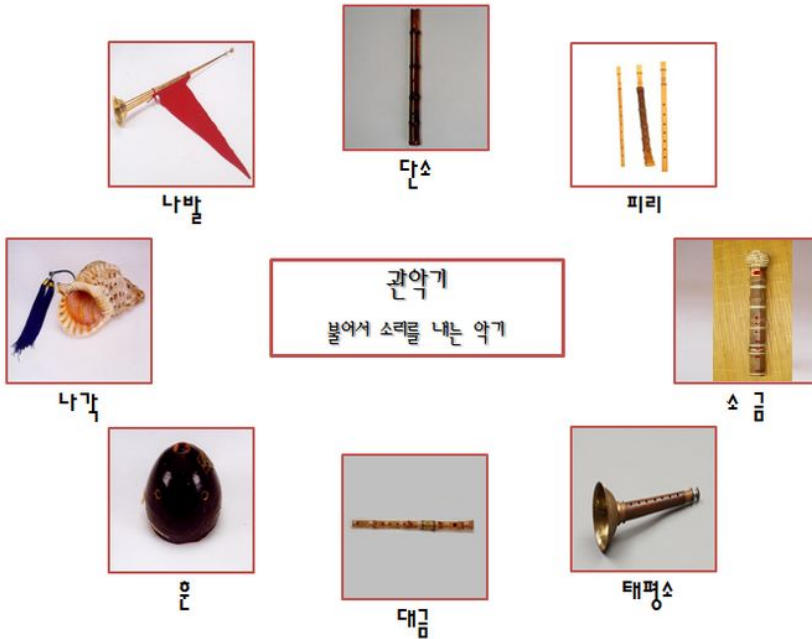 단소
나발
피리
관악기
불어서 소리를 내는 악기
나각
소 금
훈
대금
태평소